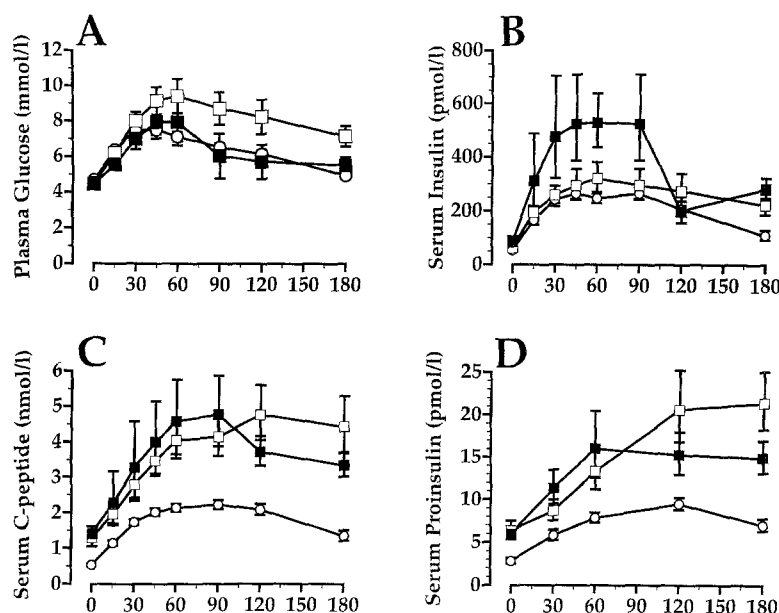 A
Plasma Glucose (mmol/l)
12
10
8
6
4
2
0
0 30 60 90 120 150 180
B
Serum Insulin (pmol/l)
800
600
400
200
0
0 30 60 90 120 150 180
C
Serum C-peptide (nmol/l)
6
5
4
3
2
1
0
0 30 60 90 120 150 180
D
Serum Proinsulin (pmol/l)
25
20
15
10
5
0
0 30 60 90 120 150 180